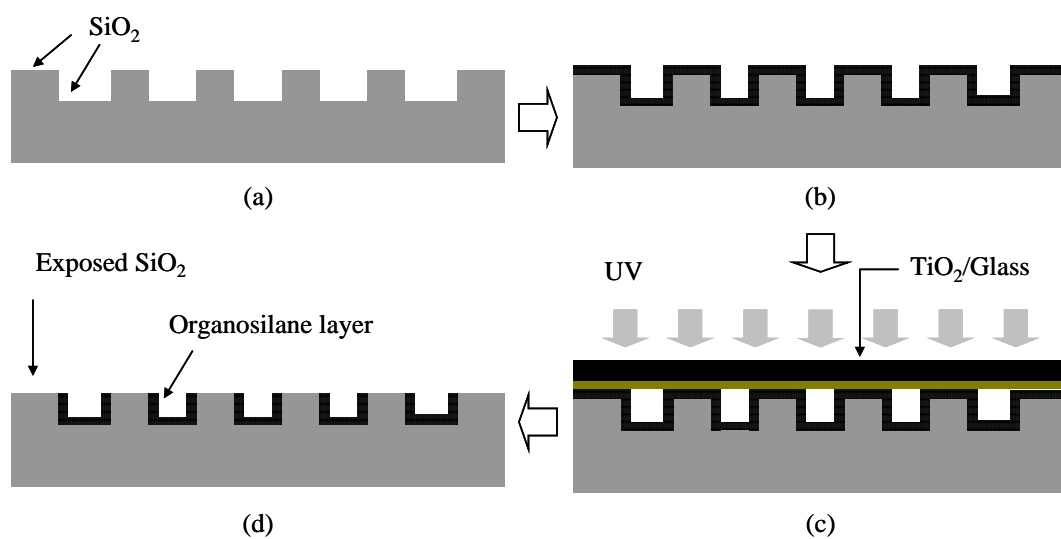 SiO₂
(a)
(b)
Exposed SiO₂
UV
TiO₂/Glass
Organosilane layer
(d)
(c)